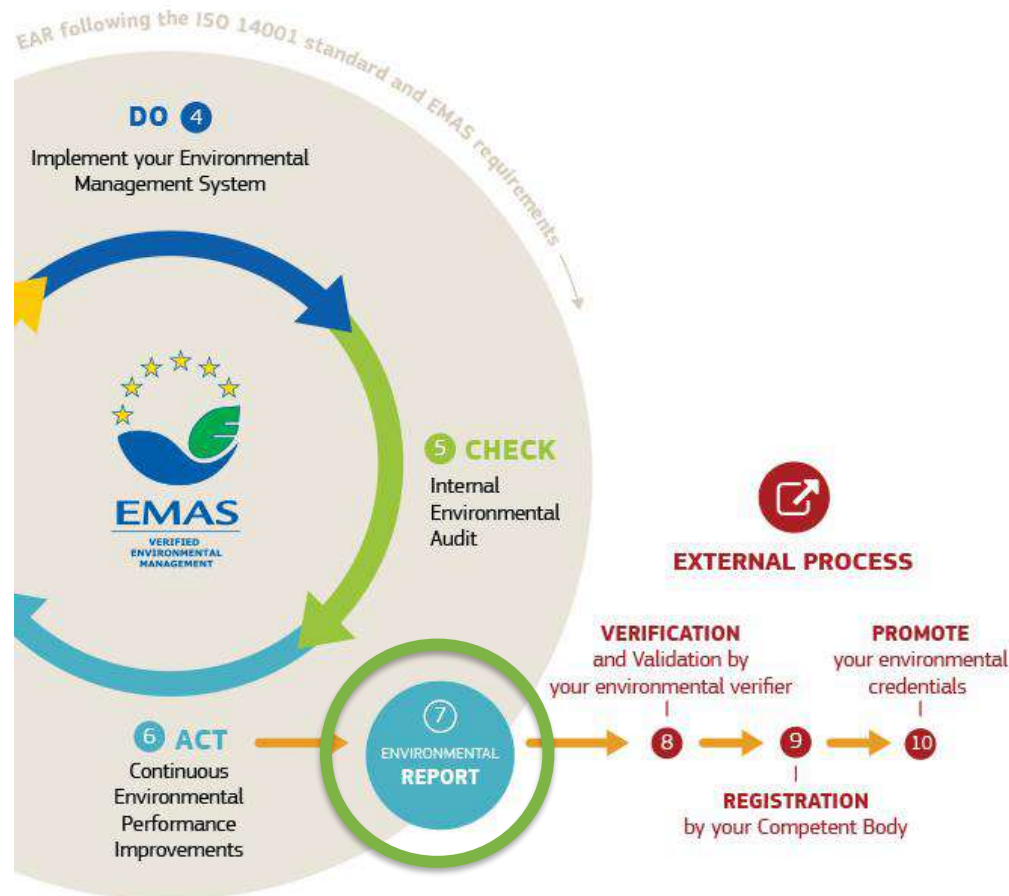 EAR following the ISO 14001 standard and EMAS requirements
DO 4
Implement your Environmental
Management System
EMAS
VERIFIED
ENVIRONMENTAL
MANAGEMENT
5 CHECK
Internal
Environmental
Audit
6 ACT
Continuous
Environmental
Performance
Improvements
7
ENVIRONMENTAL
REPORT
EXTERNAL PROCESS
VERIFICATION
and Validation by
your environmental verifier
8
9
REGISTRATION
by your Competent Body
PROMOTE
your environmental
credentials
10